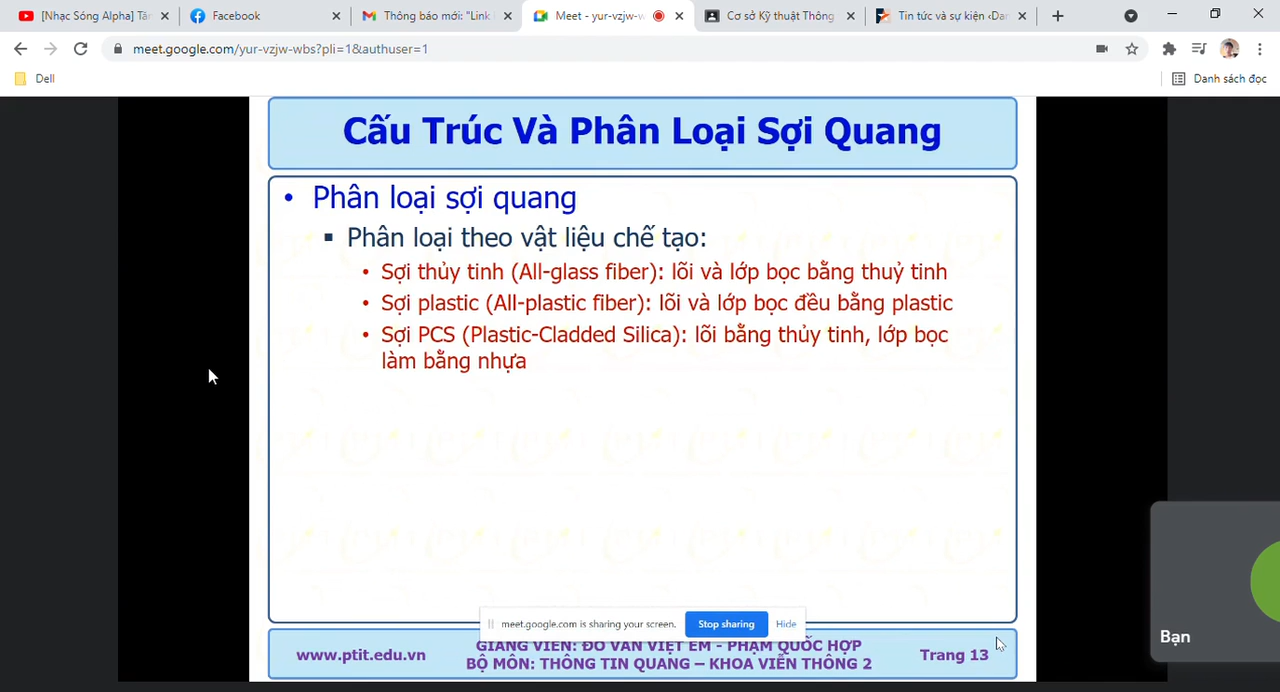 [Nhạc Sóng Alpha] Tăn
Facebook
Thông báo mới: "Link
Meet - yur-vzjw-w
Cơ sở Kỹ thuật Thông
Tin tức và sự kiện ‹Dan
meet.google.com/yur-vzjw-wbs?pli=1&authuser=1
Dell
Danh sách đọc
Cấu Trúc Và Phân Loại Sợi Quang
• Phân loại sợi quang
▪ Phân loại theo vật liệu chế tạo:
• Sợi thủy tinh (All-glass fiber): lõi và lớp bọc bằng thuỷ tinh
• Sợi plastic (All-plastic fiber): lõi và lớp bọc đều bằng plastic
• Sợi PCS (Plastic-Cladded Silica): lõi bằng thủy tinh, lớp bọc
làm bằng nhựa
meet.google.com is sharing your screen.
Stop sharing
Hide
Bạn
www.ptit.edu.vn
GIẢNG VIÊN: ĐỖ VĂN VIỆT EM - PHẠM QUỐC HỢP
BỘ MÔN: THÔNG TIN QUANG – KHOA VIỄN THÔNG 2
Trang 13